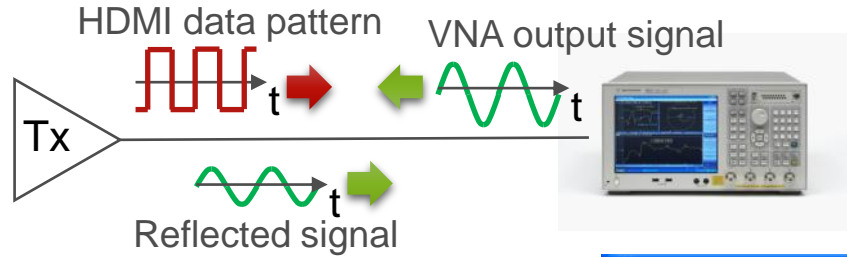 HDMI data pattern
VNA output signal
t
t
Tx
t
Reflected signal